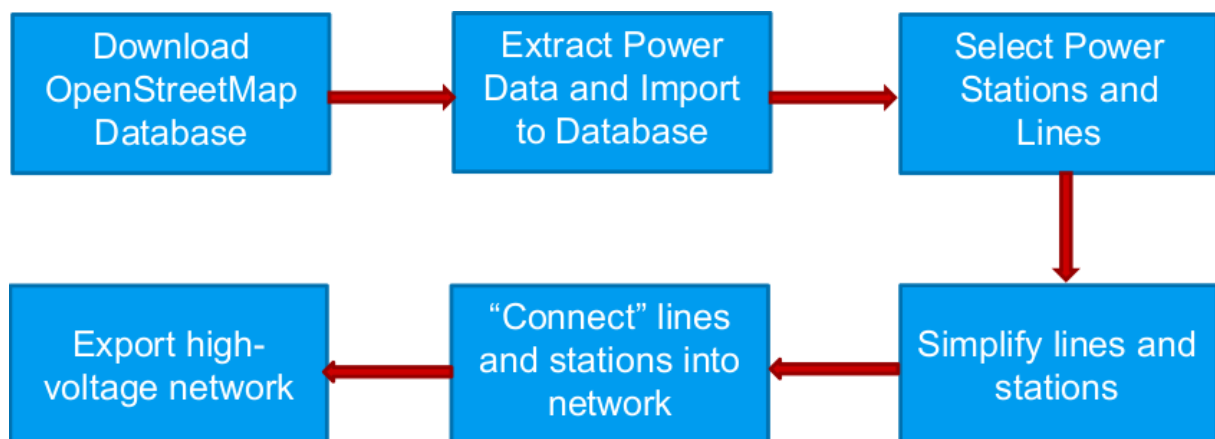 Download
OpenStreetMap
Database
Extract Power
Data and Import
to Database
Select Power
Stations and
Lines
Simplify lines and
stations
“Connect” lines
and stations into
network
Export high-
voltage network